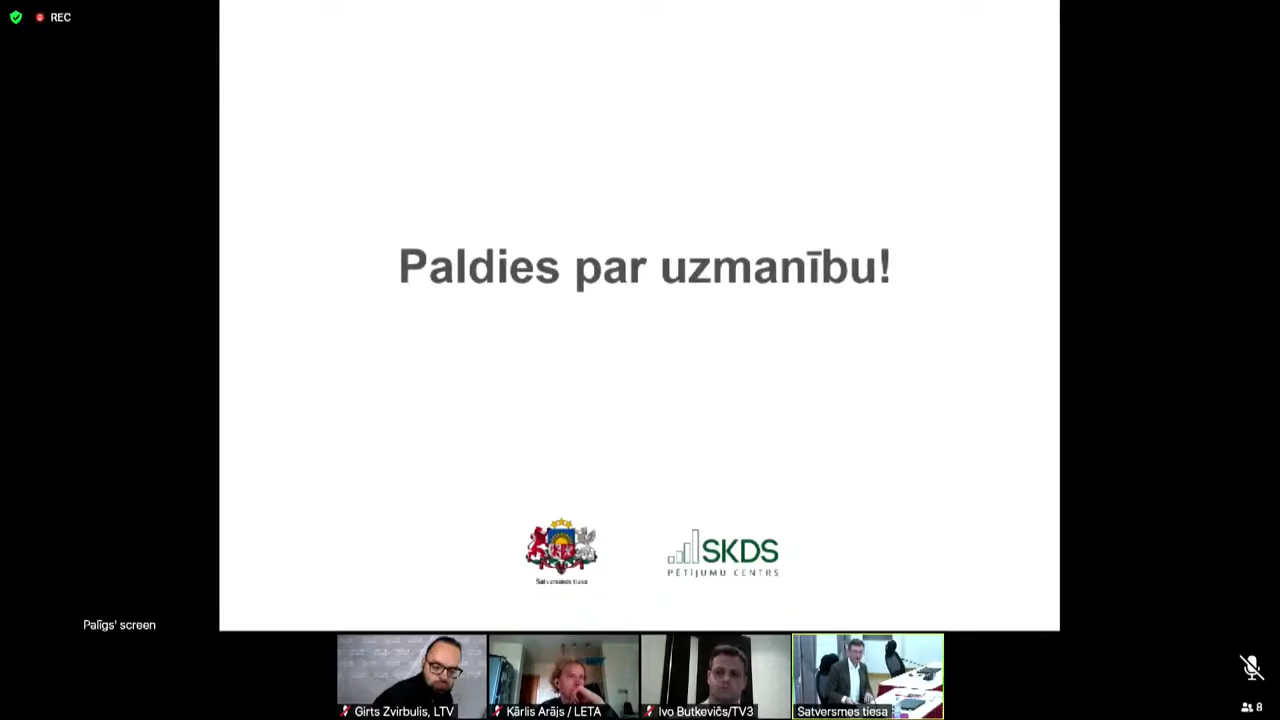 REC
Paldies par uzmanību!
Satversmes tiesa
SKDS
PĒTĪJUMU CENTRS
Palīgs' screen
Girts Zvirbulis, LTV
Kārlis Arājs / LETA
Ivo Butkevičs/TV3
Satversmes tiesa
8